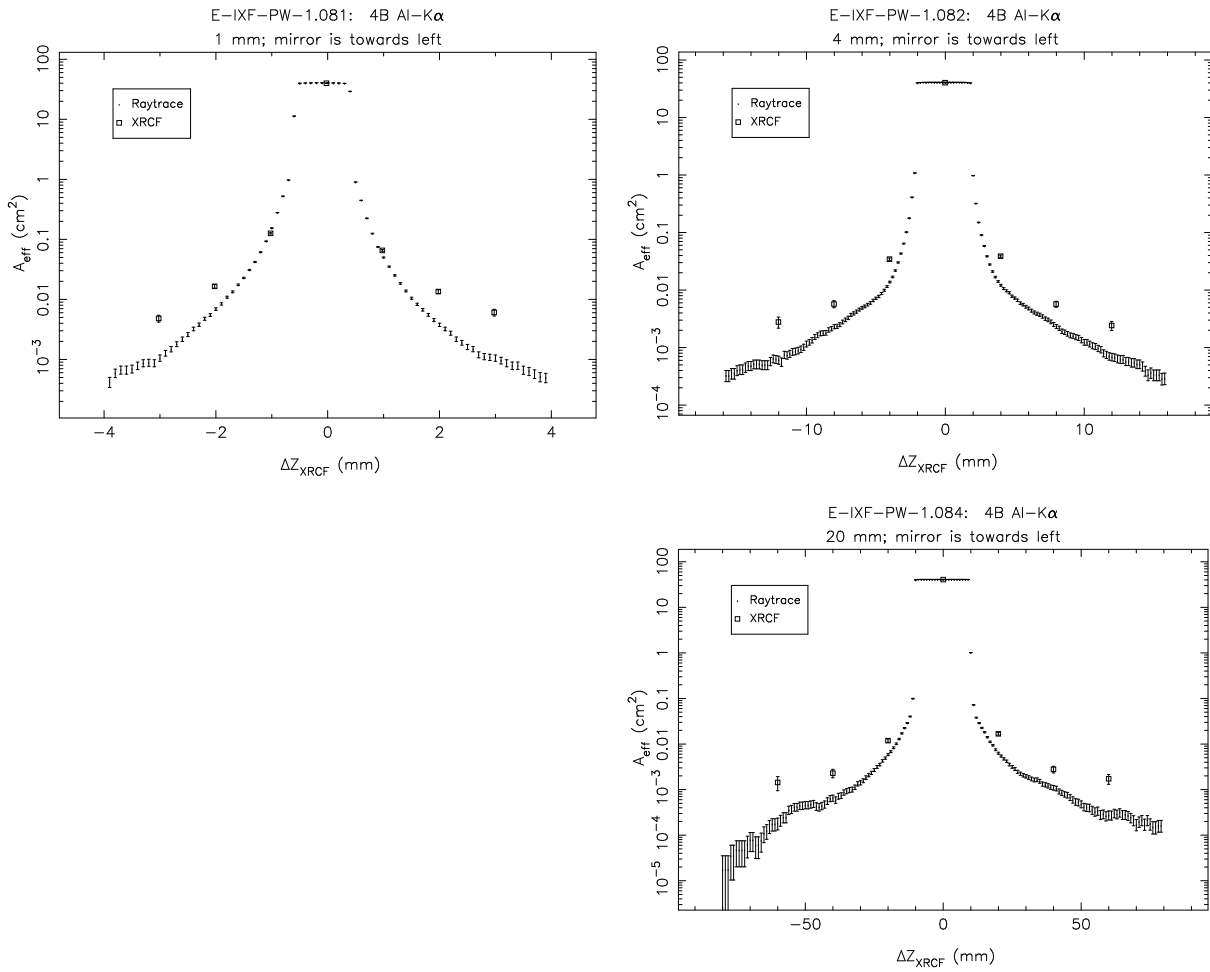 E-IXF-PW-1.081: 4B Al-Kα
1 mm; mirror is towards left
100
10
1
0.1
0.01
10⁻³
A_eff (cm²)
Raytrace
XRCF
−4 −2 0 2 4
ΔZ_XRCF (mm)
E-IXF-PW-1.082: 4B Al-Kα
4 mm; mirror is towards left
100
10
1
0.1
0.01
10⁻³
10⁻⁴
A_eff (cm²)
Raytrace
XRCF
−10 0 10
ΔZ_XRCF (mm)
E-IXF-PW-1.084: 4B Al-Kα
20 mm; mirror is towards left
100
10
1
0.1
0.01
10⁻³
10⁻⁴
10⁻⁵
A_eff (cm²)
Raytrace
XRCF
−50 0 50
ΔZ_XRCF (mm)